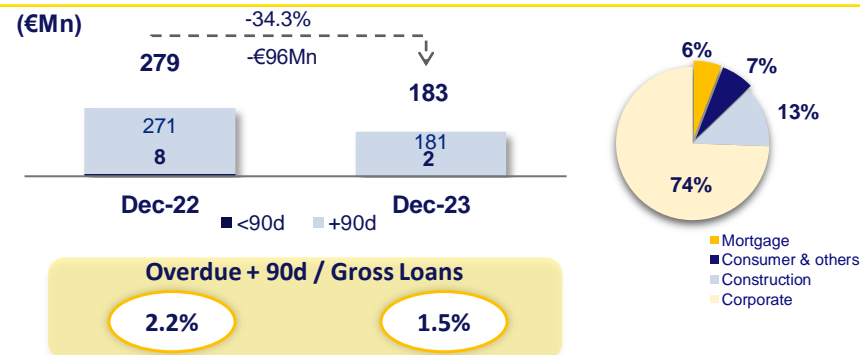 (€Mn)
-34.3%
-€96Mn
279
183
271
8
181
2
Dec-22
Dec-23
<90d
+90d
6%
7%
13%
74%
Mortgage
Consumer & others
Construction
Corporate
Overdue + 90d / Gross Loans
2.2%
1.5%